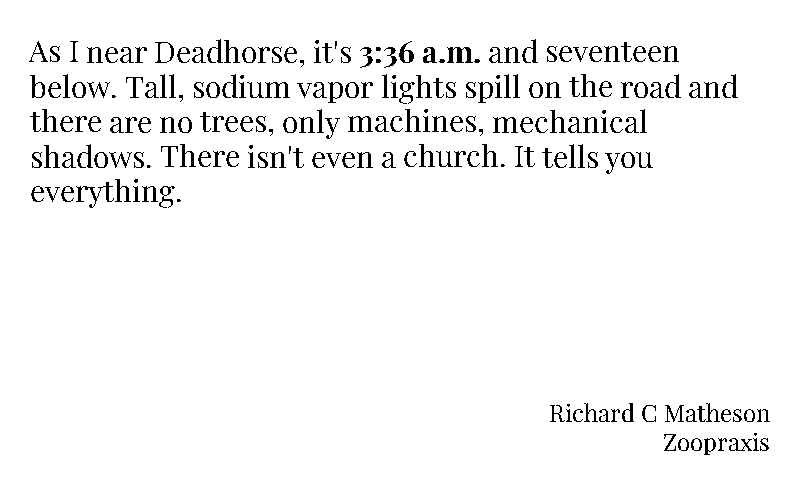 As I near Deadhorse, it's 3:36 a.m. and seventeen
below. Tall, sodium vapor lights spill on the road and
there are no trees, only machines, mechanical
shadows. There isn't even a church. It tells you
everything.
Richard C Matheson
Zoopraxis